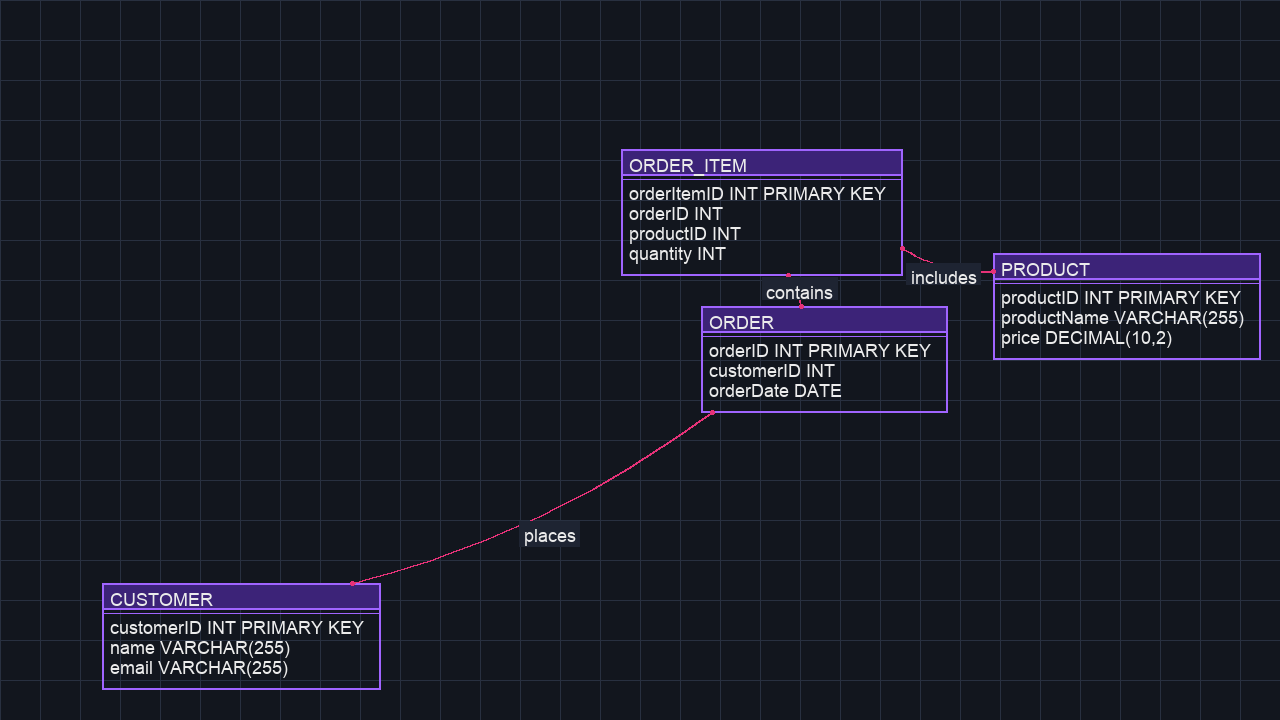 ORDER_ITEM
orderItemID INT PRIMARY KEY
orderID INT
productID INT
quantity INT
includes
PRODUCT
productID INT PRIMARY KEY
productName VARCHAR(255)
price DECIMAL(10,2)
contains
ORDER
orderID INT PRIMARY KEY
customerID INT
orderDate DATE
places
CUSTOMER
customerID INT PRIMARY KEY
name VARCHAR(255)
email VARCHAR(255)